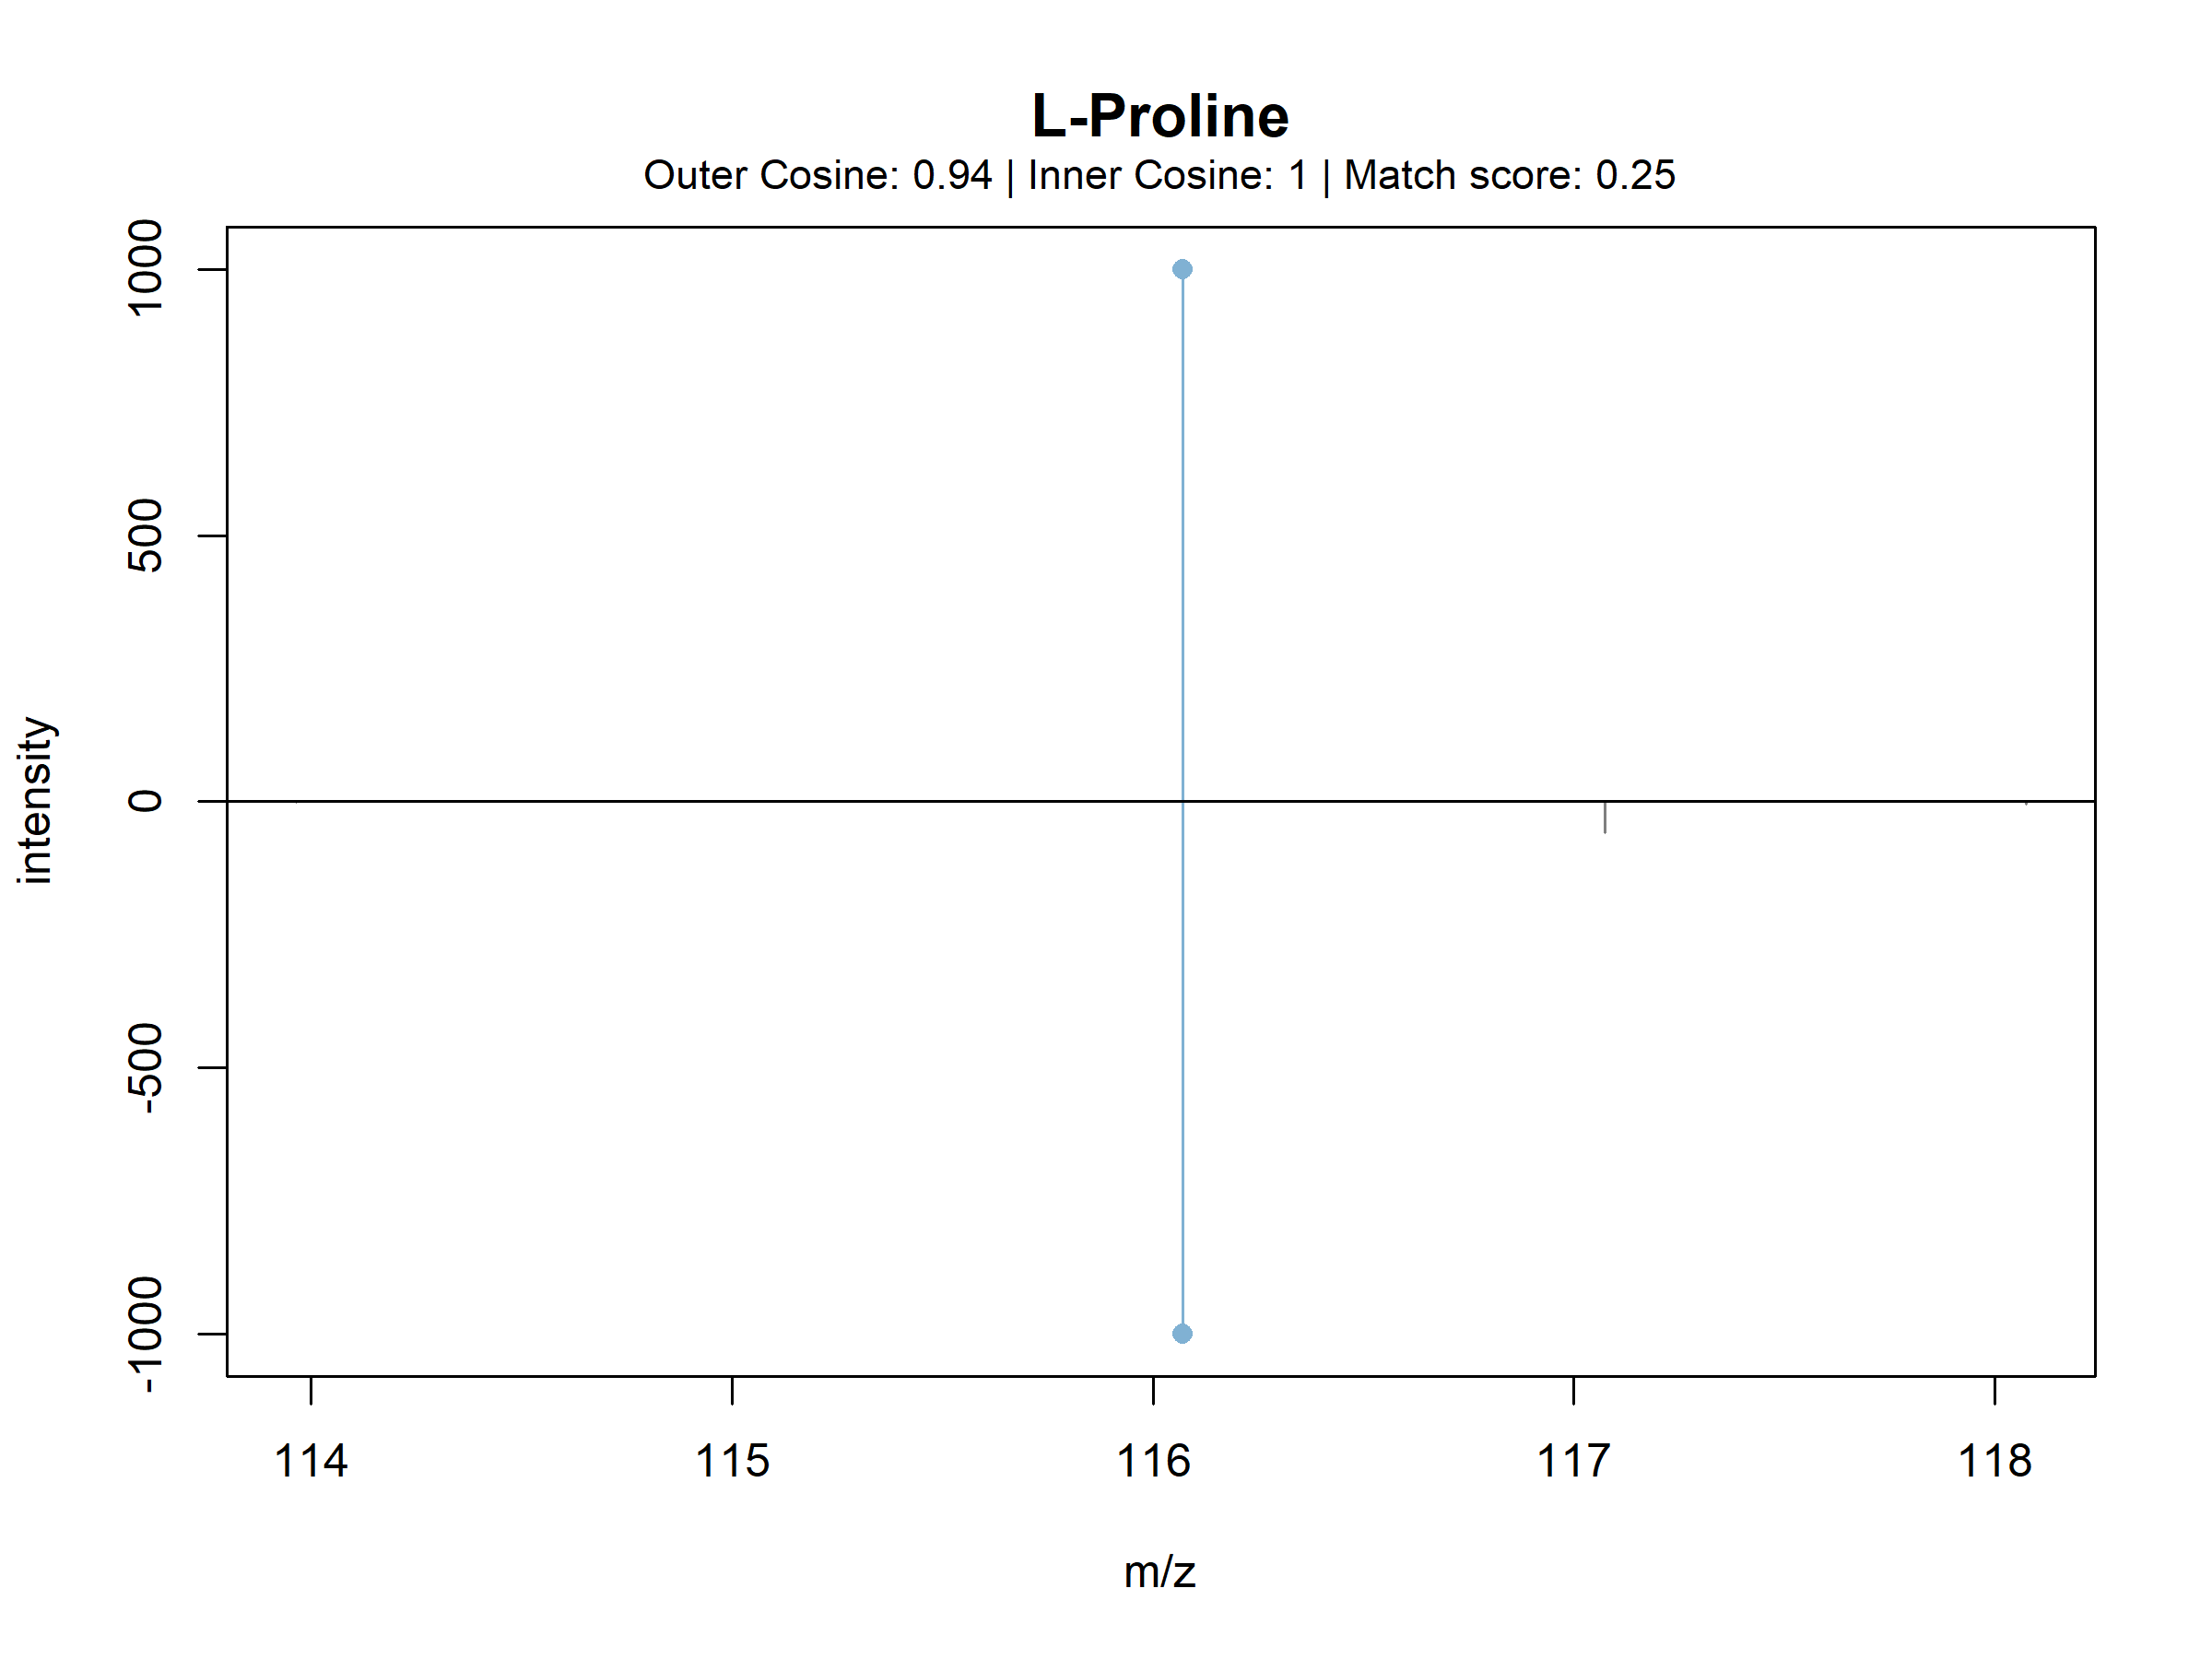 L-Proline
Outer Cosine: 0.94 | Inner Cosine: 1 | Match score: 0.25
1000
500
0
-500
-1000
intensity
114 115 116 117 118
m/z